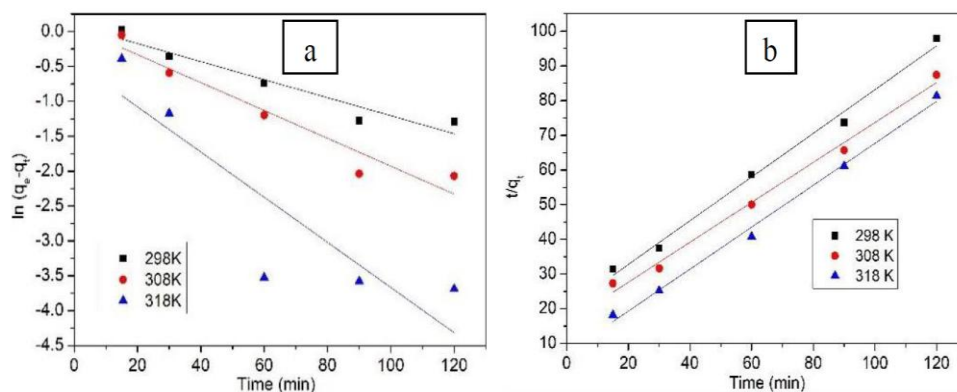 a
ln (qe-qt)
0.0
-0.5
-1.0
-1.5
-2.0
-2.5
-3.0
-3.5
-4.0
-4.5
298K
308K
318K
0 20 40 60 80 100 120
Time (min)
b
t/qt
100
90
80
70
60
50
40
30
20
10
298 K
308 K
318 K
0 20 40 60 80 100 120
Time (min)